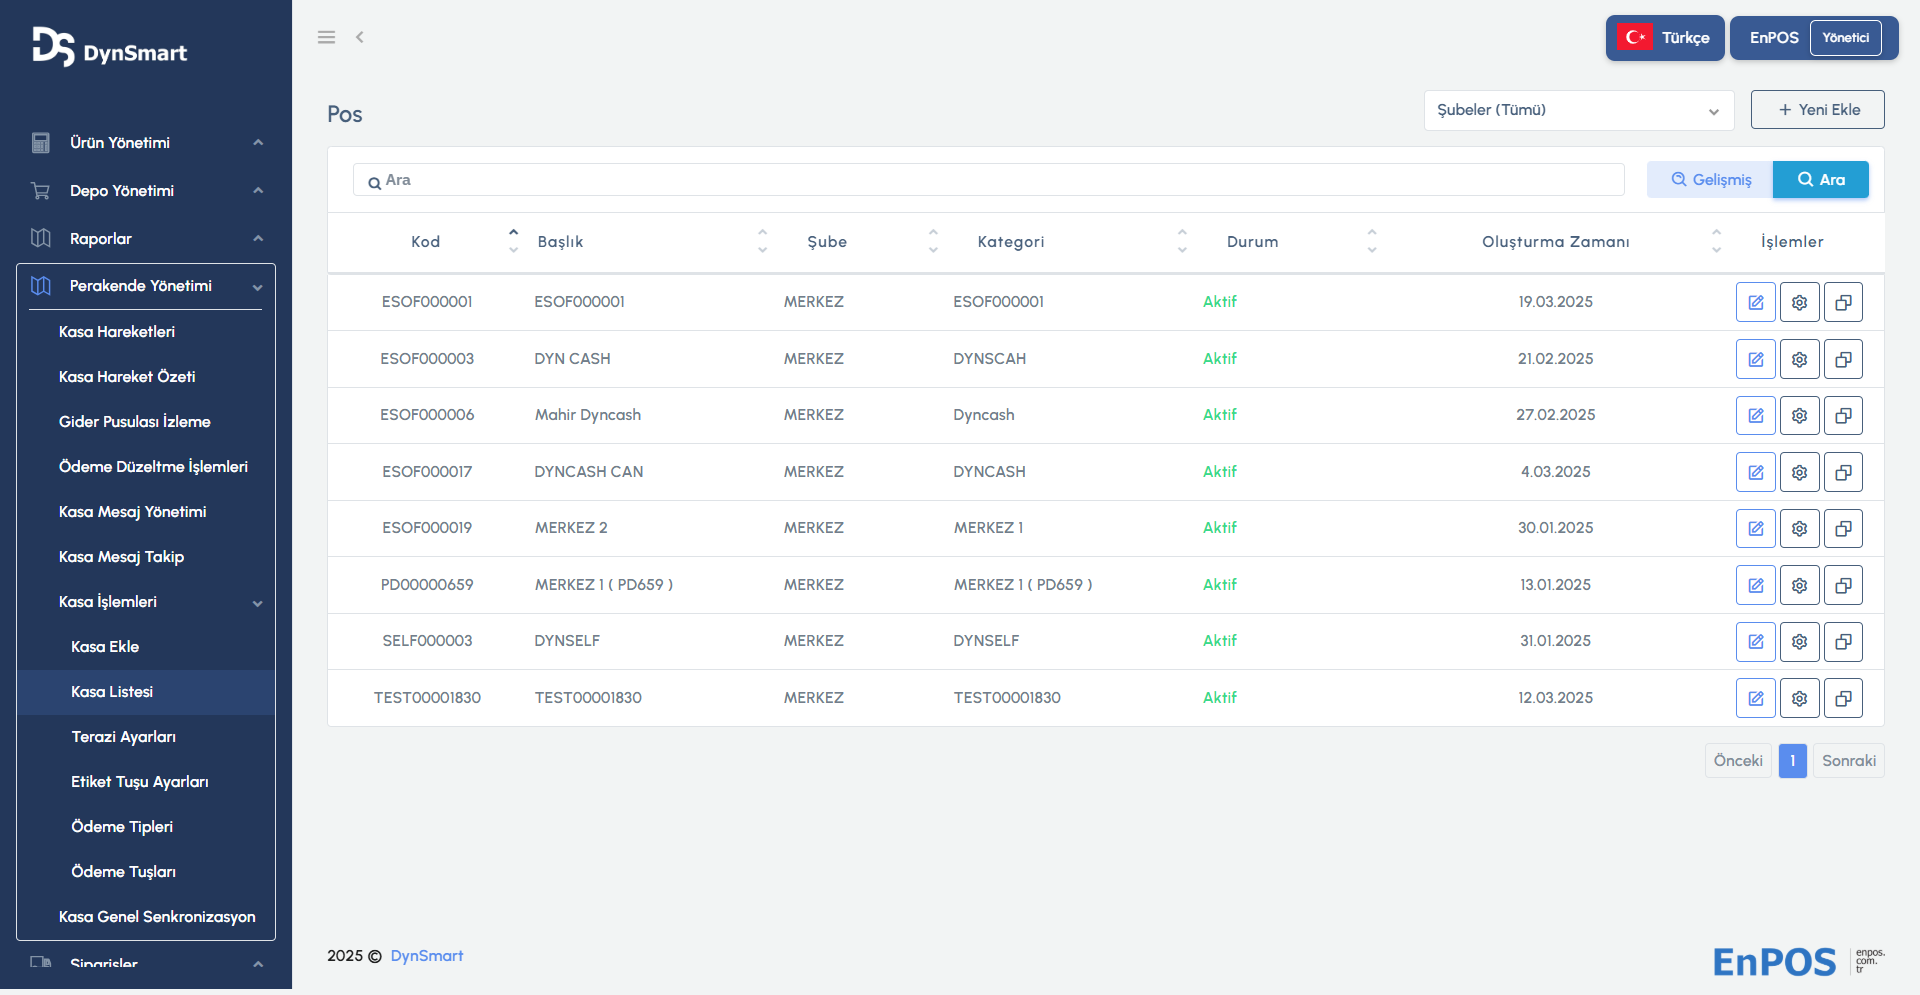 DynSmart
Ürün Yönetimi
Depo Yönetimi
Raporlar
Perakende Yönetimi
Kasa Hareketleri
Kasa Hareket Özeti
Gider Pusulası İzleme
Ödeme Düzeltme İşlemleri
Kasa Mesaj Yönetimi
Kasa Mesaj Takip
Kasa İşlemleri
Kasa Ekle
Kasa Listesi
Terazi Ayarları
Etiket Tuşu Ayarları
Ödeme Tipleri
Ödeme Tuşları
Kasa Genel Senkronizasyon
Siparişler
Türkçe
EnPOS Yönetici
Pos
Şubeler (Tümü)
+ Yeni Ekle
Ara
Gelişmiş
Ara
Kod Başlık Şube Kategori Durum Oluşturma Zamanı İşlemler
ESOF000001 ESOF000001 MERKEZ ESOF000001 Aktif 19.03.2025
ESOF000003 DYN CASH MERKEZ DYNSCAH Aktif 21.02.2025
ESOF000006 Mahir Dyncash MERKEZ Dyncash Aktif 27.02.2025
ESOF000017 DYNCASH CAN MERKEZ DYNCASH Aktif 4.03.2025
ESOF000019 MERKEZ 2 MERKEZ MERKEZ 1 Aktif 30.01.2025
PD00000659 MERKEZ 1 ( PD659 ) MERKEZ MERKEZ 1 ( PD659 ) Aktif 13.01.2025
SELF000003 DYNSELF MERKEZ DYNSELF Aktif 31.01.2025
TEST00001830 TEST00001830 MERKEZ TEST00001830 Aktif 12.03.2025
Önceki 1 Sonraki
2025 © DynSmart
EnPOS
enpos.
com.
tr